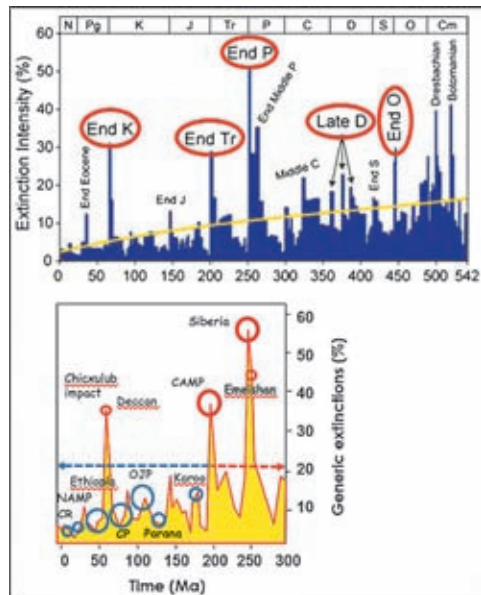 N Pg K J Tr P C D S O Cm
Extinction Intensity (%)
60
50
40
30
20
10
0
End K
End Eocene
End J
End Tr
End P
End Middle P
Middle C
Late D
End S
End O
Dresbachian
Botomanian
0 50 100 150 200 250 300 350 400 450 500 542
Siberia
CAMP
Emeishan
Chicxulub
impact
Deccan
Ethiopia
OJP
Karoo
NAMP
CR
CP
Parana
60
50
40
30
20
10
Generic extinctions (%)
0 50 100 150 200 250 300
Time (Ma)